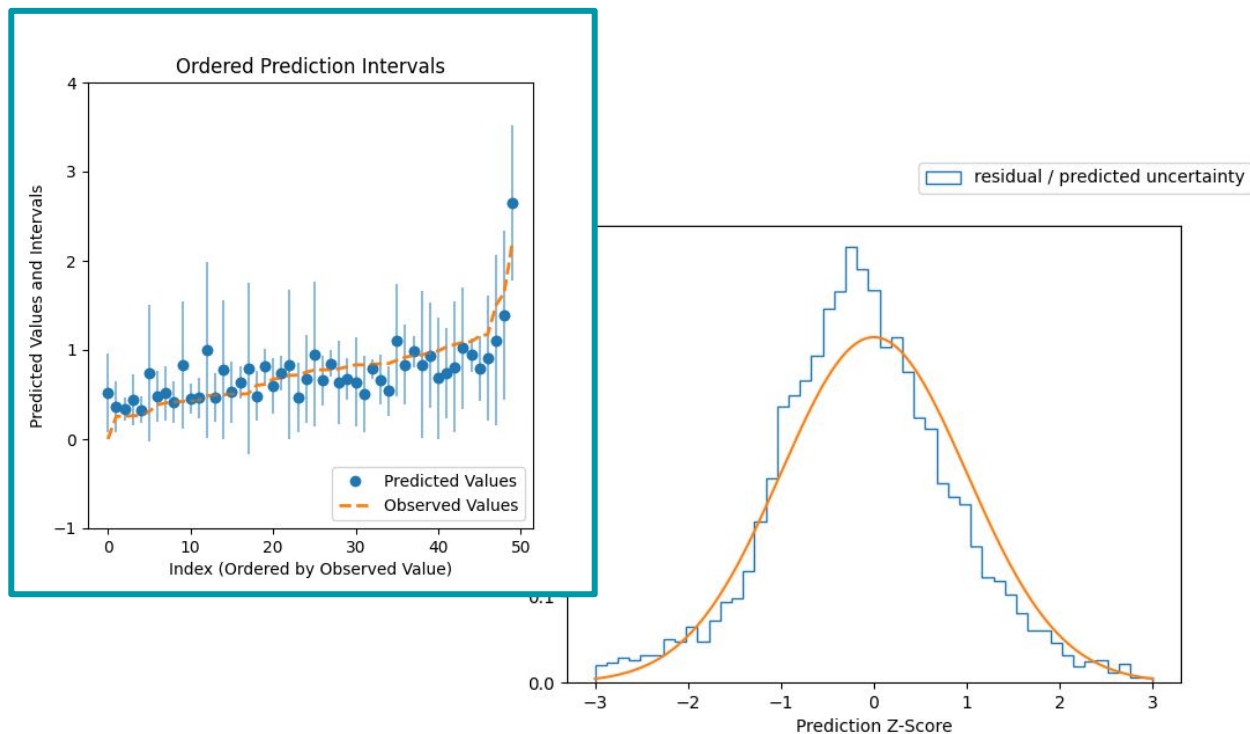 Ordered Prediction Intervals
4
3
2
1
0
−1
Predicted Values and Intervals
Predicted Values
Observed Values
0 10 20 30 40 50
Index (Ordered by Observed Value)
residual / predicted uncertainty
0.1
0.0
−3 −2 −1 0 1 2 3
Prediction Z-Score